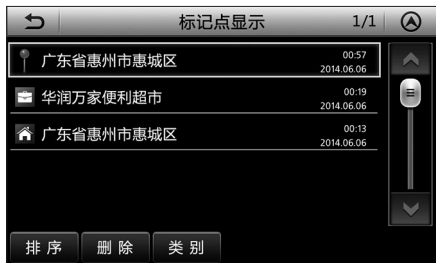 标记点显示 1/1
广东省惠州市惠城区 00:57
2014.06.06
华润万家便利超市 00:19
2014.06.06
广东省惠州市惠城区 00:13
2014.06.06
排序 删除 类别